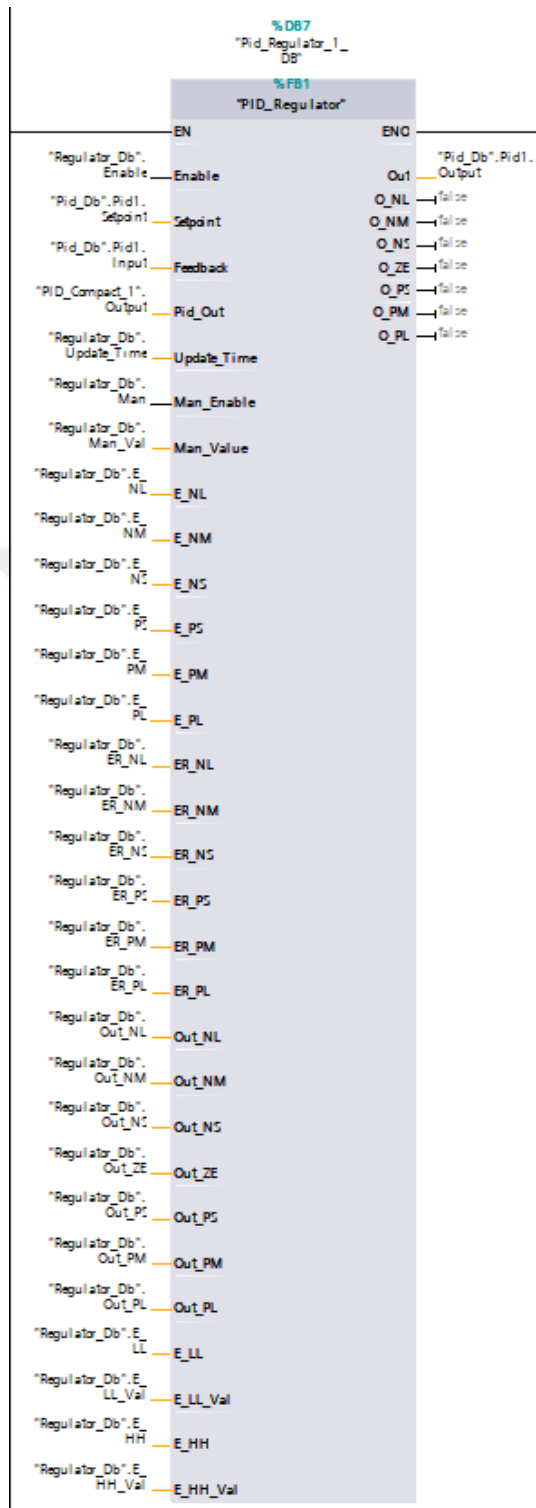 %DB7
"Pid_Regulator_1_
DB"
%FB1
"PID_Regulator"
EN
ENO
"Regulator_Db".
Enable
Enable
Out
"Pid_Db".Pid1.
Output
"Pid_Db".Pid1.
Setpoint
Setpoint
O_NL
false
O_NM
false
"Pid_Db".Pid1.
Input
Feedback
O_NS
false
O_ZE
false
"PID_Compact_1".
Output
Pid_Out
O_PS
false
O_PM
false
O_PL
false
"Regulator_Db".
Update_Time
Update_Time
"Regulator_Db".
Man
Man_Enable
"Regulator_Db".
Man_Val
Man_Value
"Regulator_Db".E_
NL
E_NL
"Regulator_Db".E_
NM
E_NM
"Regulator_Db".E_
NS
E_NS
"Regulator_Db".E_
PS
E_PS
"Regulator_Db".E_
PM
E_PM
"Regulator_Db".E_
PL
E_PL
"Regulator_Db".
ER_NL
ER_NL
"Regulator_Db".
ER_NM
ER_NM
"Regulator_Db".
ER_NS
ER_NS
"Regulator_Db".
ER_PS
ER_PS
"Regulator_Db".
ER_PM
ER_PM
"Regulator_Db".
ER_PL
ER_PL
"Regulator_Db".
Out_NL
Out_NL
"Regulator_Db".
Out_NM
Out_NM
"Regulator_Db".
Out_NS
Out_NS
"Regulator_Db".
Out_ZE
Out_ZE
"Regulator_Db".
Out_PS
Out_PS
"Regulator_Db".
Out_PM
Out_PM
"Regulator_Db".
Out_PL
Out_PL
"Regulator_Db".E_
LL
E_LL
"Regulator_Db".E_
LL_Val
E_LL_Val
"Regulator_Db".E_
HH
E_HH
"Regulator_Db".E_
HH_Val
E_HH_Val